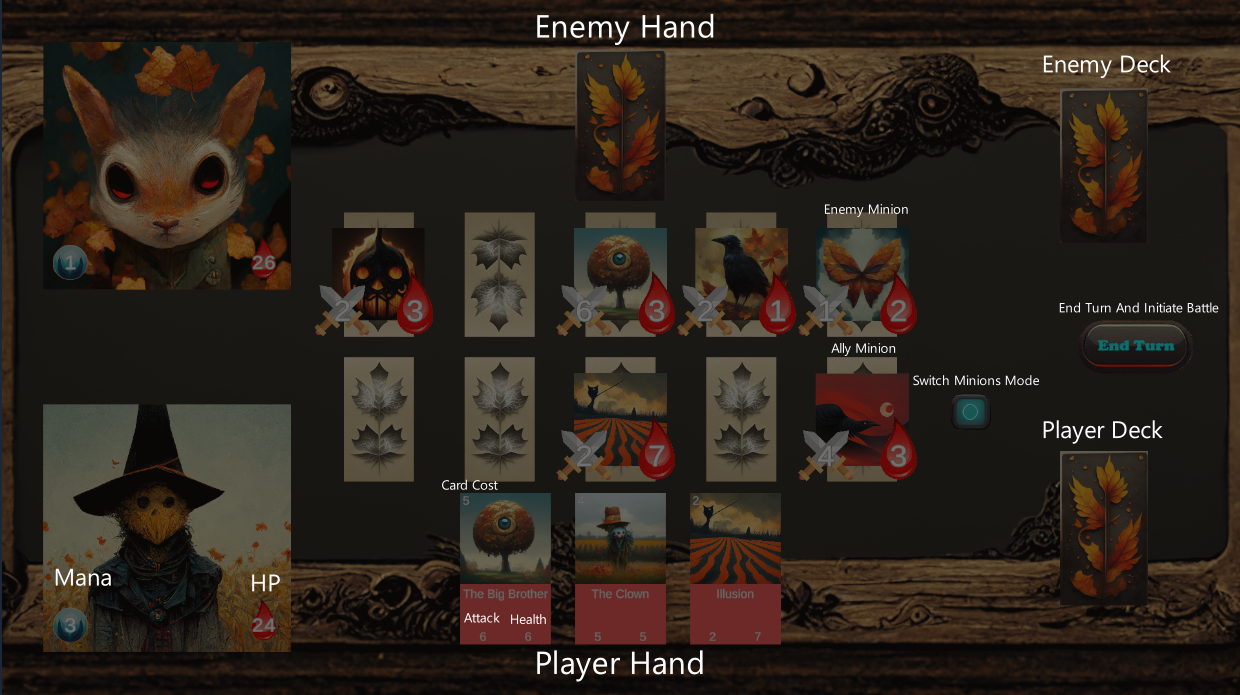 Enemy Hand
Enemy Deck
1
26
Enemy Minion
2
3
6
3
2
1
1
2
End Turn And Initiate Battle
End Turn
Ally Minion
Switch Minions Mode
2
7
4
3
Player Deck
Card Cost
5
2
The Big Brother
The Clown
Illusion
Attack
Health
6
6
5
5
2
7
Mana
HP
3
24
Player Hand